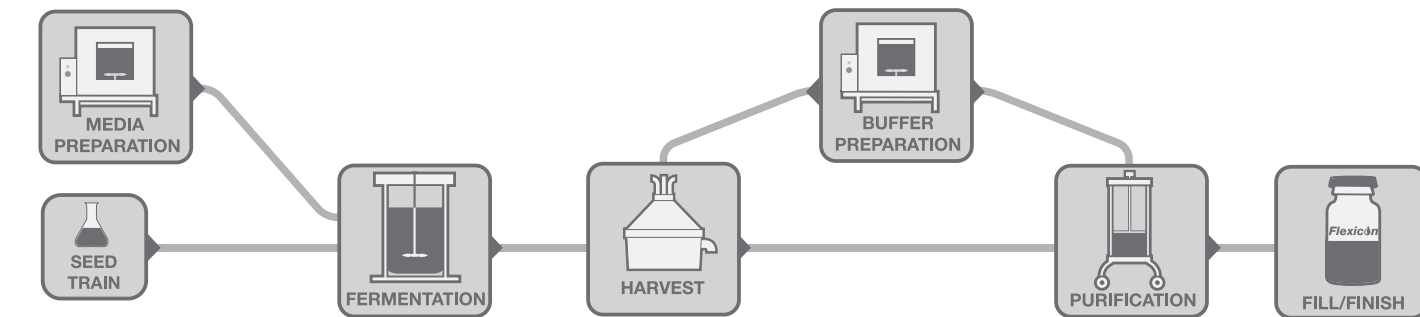 MEDIA
PREPARATION
SEED
TRAIN
FERMENTATION
HARVEST
BUFFER
PREPARATION
PURIFICATION
Flexicon
FILL/FINISH